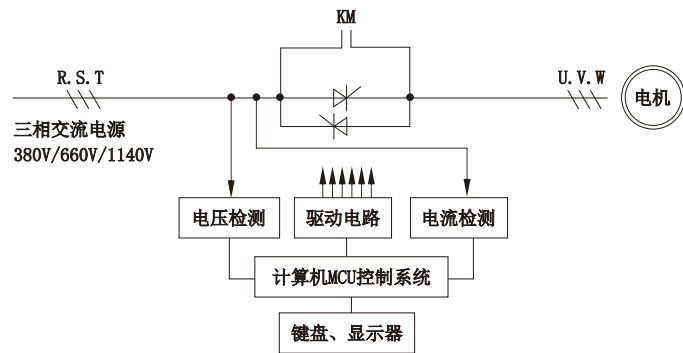 KM
R.S.T
U.V.W
电机
三相交流电源
380V/660V/1140V
电压检测
驱动电路
电流检测
计算机MCU控制系统
键盘、显示器